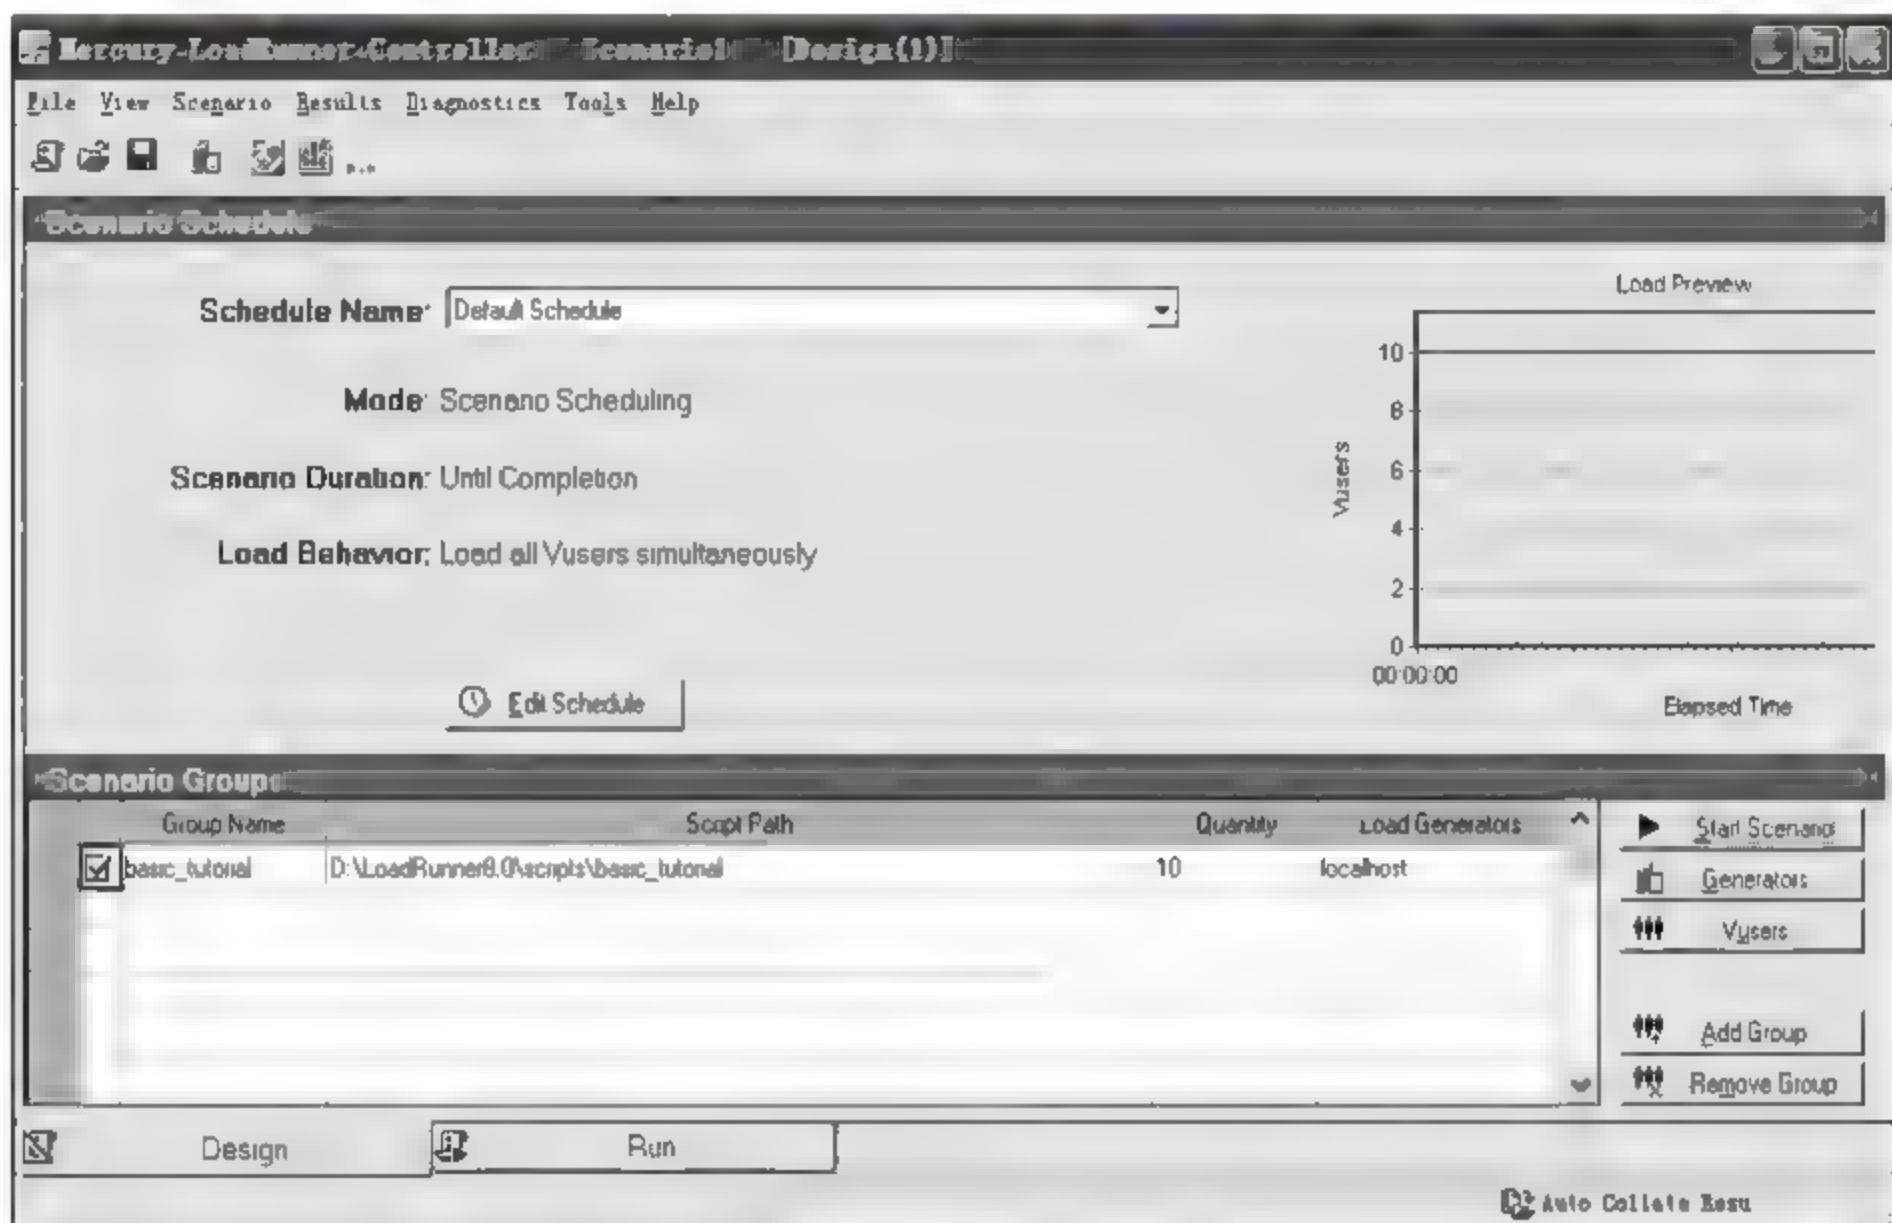 Mercury LoadRunner Controller - Scenario1 - [Design(1)]
File View Scenario Results Diagnostics Tools Help
Scenario Schedule
Schedule Name: Default Schedule
Mode: Scenario Scheduling
Scenario Duration: Until Completion
Load Behavior: Load all Vusers simultaneously
Edit Schedule
Load Preview
Vusers
10
8
6
4
2
0
00:00:00
Elapsed Time
Scenario Groups
Group Name Script Path Quantity Load Generators
basic_tutorial D:\LoadRunner8.0\scripts\basic_tutorial 10 localhost
Start Scenario
Generators
Vusers
Add Group
Remove Group
Design Run
Auto Collate Resu